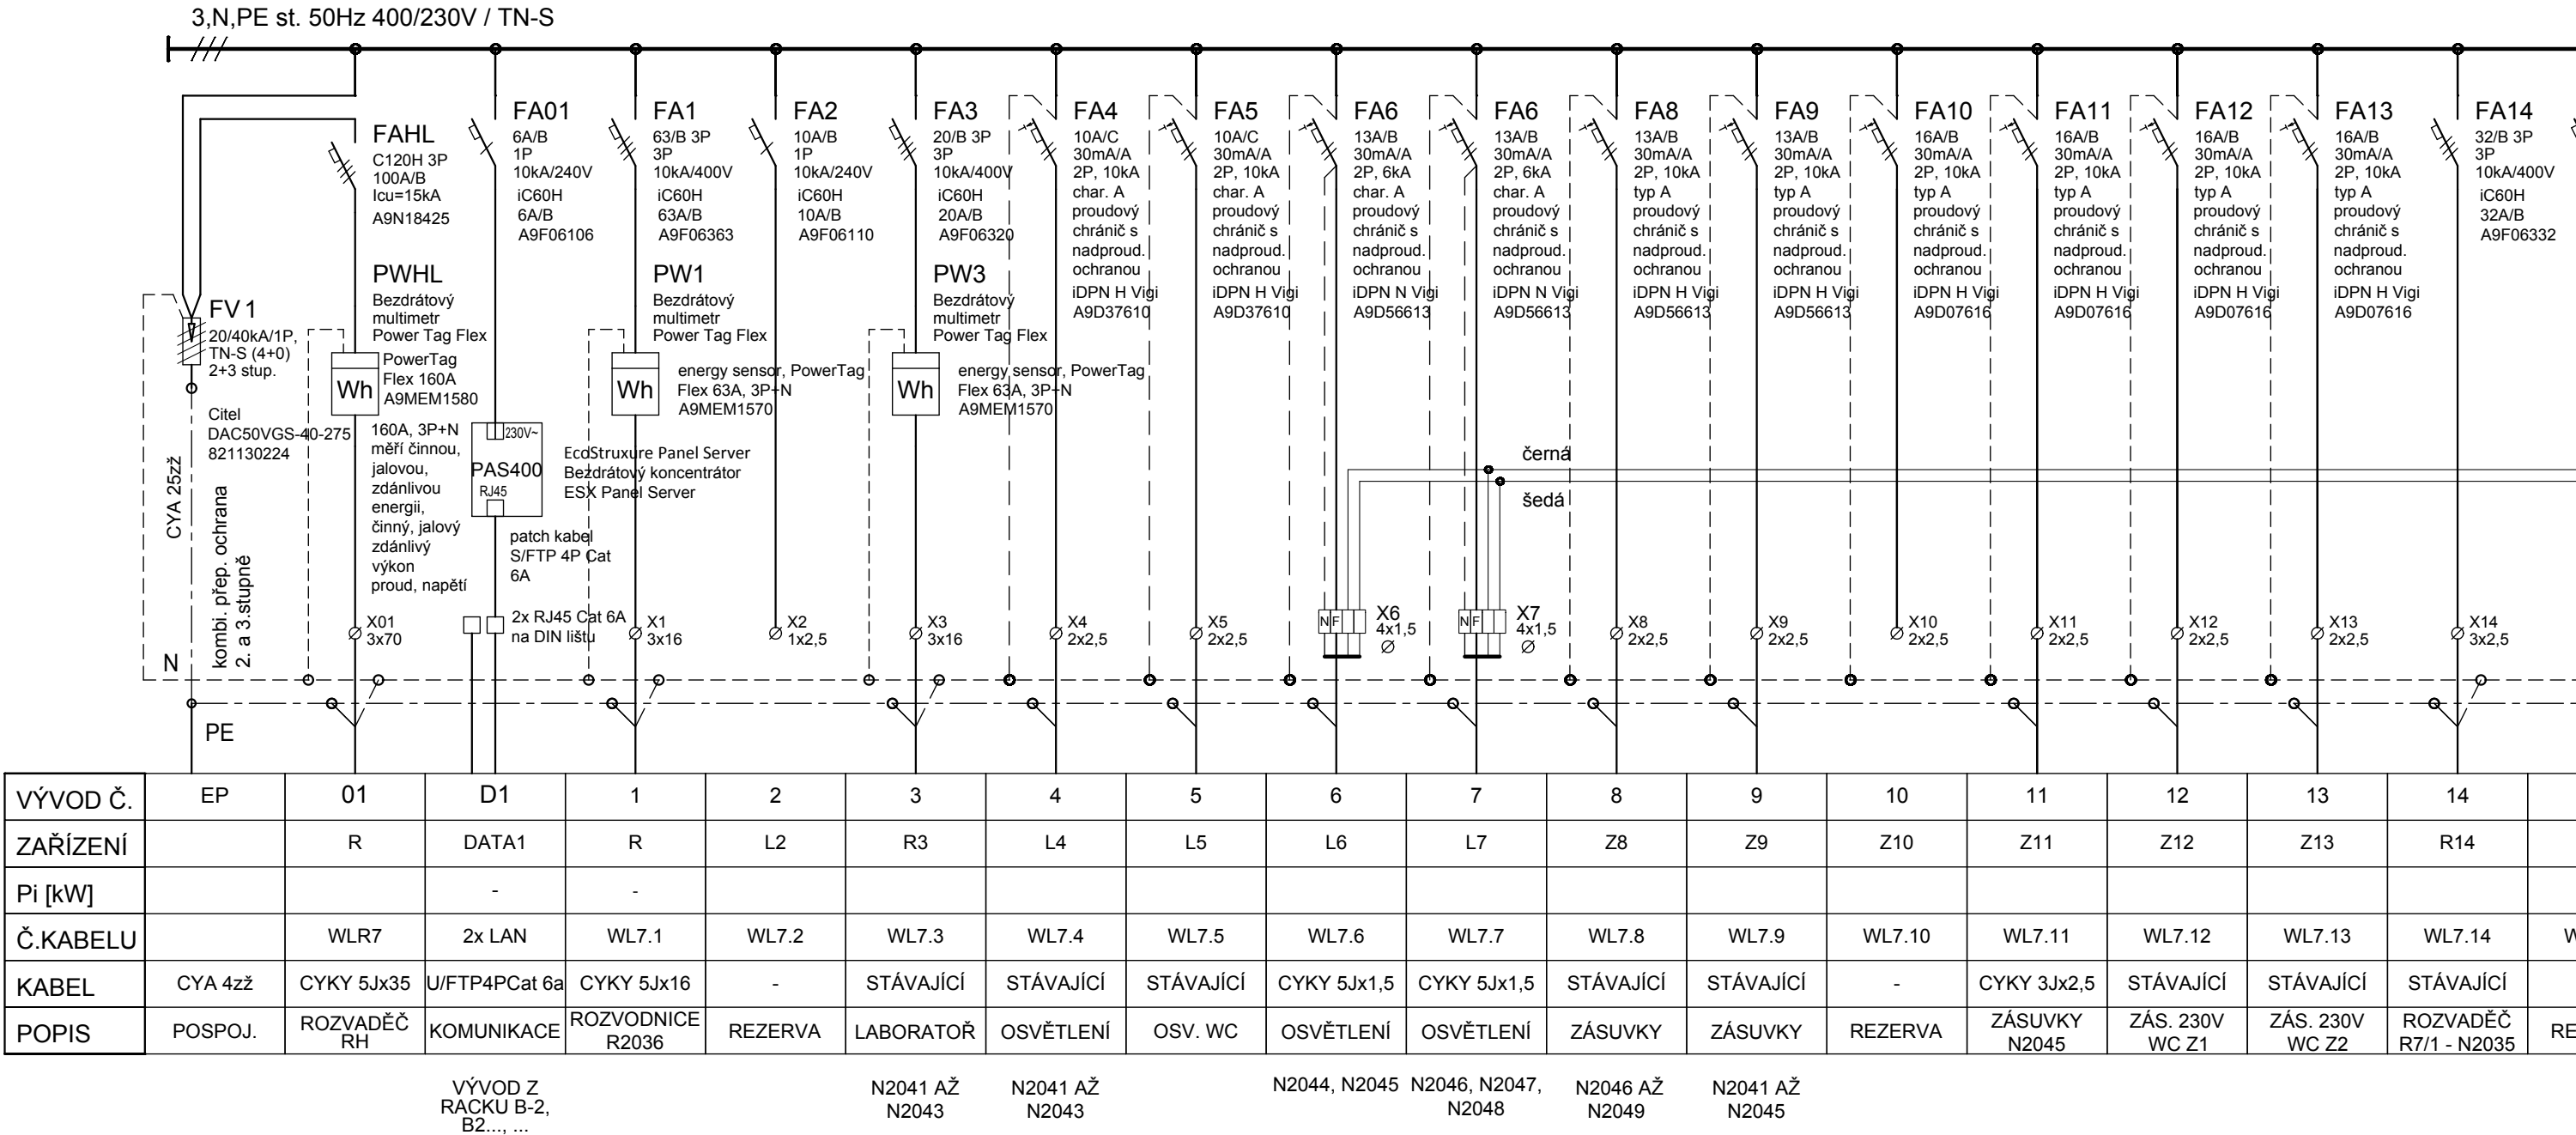 3,N,PE st. 50Hz 400/230V / TN-S
FV 1
20/40kA/1P,
TN-S (4+0)
2+3 stup.
Citel
DAC50VGS-40-275
821130224
CYA 25zž
kombi. přep. ochrana
2. a 3.stupně
N
PE
FAHL
C120H 3P
100A/B
Icu=15kA
A9N18425
PWHL
Bezdrátový
multimetr
Power Tag Flex
Wh
PowerTag
Flex 160A
A9MEM1580
160A, 3P+N
měří činnou,
jalovou,
zdánlivou
energii,
činný, jalový
zdánlivý
výkon
proud, napětí
X01
3x70
FA01
6A/B
1P
10kA/240V
iC60H
6A/B
A9F06106
230V~
PAS400
RJ45
EcoStruxure Panel Server
Bezdrátový koncentrátor
ESX Panel Server
patch kabel
S/FTP 4P Cat
6A
2x RJ45 Cat 6A
na DIN lištu
FA1
63/B 3P
3P
10kA/400V
iC60H
63A/B
A9F06363
PW1
Bezdrátový
multimetr
Power Tag Flex
Wh
energy sensor, PowerTag
Flex 63A, 3P+N
A9MEM1570
X1
3x16
FA2
10A/B
1P
10kA/240V
iC60H
10A/B
A9F06110
X2
1x2,5
FA3
20/B 3P
3P
10kA/400V
iC60H
20A/B
A9F06320
PW3
Bezdrátový
multimetr
Power Tag Flex
Wh
energy sensor, PowerTag
Flex 63A, 3P+N
A9MEM1570
X3
3x16
FA4
10A/C
30mA/A
2P, 10kA
char. A
proudový
chránič s
nadproud.
ochranou
iDPN H Vigi
A9D37610
X4
2x2,5
FA5
10A/C
30mA/A
2P, 10kA
char. A
proudový
chránič s
nadproud.
ochranou
iDPN H Vigi
A9D37610
X5
2x2,5
FA6
13A/B
30mA/A
2P, 6kA
char. A
proudový
chránič s
nadproud.
ochranou
iDPN N Vigi
A9D56613
N F
X6
4x1,5
FA6
13A/B
30mA/A
2P, 6kA
char. A
proudový
chránič s
nadproud.
ochranou
iDPN N Vigi
A9D56613
černá
šedá
N F
X7
4x1,5
FA8
13A/B
30mA/A
2P, 10kA
typ A
proudový
chránič s
nadproud.
ochranou
iDPN H Vigi
A9D56613
X8
2x2,5
FA9
13A/B
30mA/A
2P, 10kA
typ A
proudový
chránič s
nadproud.
ochranou
iDPN H Vigi
A9D56613
X9
2x2,5
FA10
16A/B
30mA/A
2P, 10kA
typ A
proudový
chránič s
nadproud.
ochranou
iDPN H Vigi
A9D07616
X10
2x2,5
FA11
16A/B
30mA/A
2P, 10kA
typ A
proudový
chránič s
nadproud.
ochranou
iDPN H Vigi
A9D07616
X11
2x2,5
FA12
16A/B
30mA/A
2P, 10kA
typ A
proudový
chránič s
nadproud.
ochranou
iDPN H Vigi
A9D07616
X12
2x2,5
FA13
16A/B
30mA/A
2P, 10kA
typ A
proudový
chránič s
nadproud.
ochranou
iDPN H Vigi
A9D07616
X13
2x2,5
FA14
32/B 3P
3P
10kA/400V
iC60H
32A/B
A9F06332
X14
3x2,5
VÝVOD Č. EP 01 D1 1 2 3 4 5 6 7 8 9 10 11 12 13 14
ZAŘÍZENÍ R DATA1 R L2 R3 L4 L5 L6 L7 Z8 Z9 Z10 Z11 Z12 Z13 R14
Pi [kW] - -
Č.KABELU WLR7 2x LAN WL7.1 WL7.2 WL7.3 WL7.4 WL7.5 WL7.6 WL7.7 WL7.8 WL7.9 WL7.10 WL7.11 WL7.12 WL7.13 WL7.14
KABEL CYA 4zž CYKY 5Jx35 U/FTP4PCat 6a CYKY 5Jx16 - STÁVAJÍCÍ STÁVAJÍCÍ STÁVAJÍCÍ CYKY 5Jx1,5 CYKY 5Jx1,5 STÁVAJÍCÍ STÁVAJÍCÍ - CYKY 3Jx2,5 STÁVAJÍCÍ STÁVAJÍCÍ STÁVAJÍCÍ
POPIS POSPOJ. ROZVADĚČ RH KOMUNIKACE ROZVODNICE R2036 REZERVA LABORATOŘ OSVĚTLENÍ OSV. WC OSVĚTLENÍ OSVĚTLENÍ ZÁSUVKY ZÁSUVKY REZERVA ZÁSUVKY N2045 ZÁS. 230V WC Z1 ZÁS. 230V WC Z2 ROZVADĚČ R7/1 - N2035
VÝVOD Z
RACKU B-2,
B2..., ...
N2041 AŽ
N2043
N2041 AŽ
N2043
N2044, N2045
N2046, N2047,
N2048
N2046 AŽ
N2049
N2041 AŽ
N2045